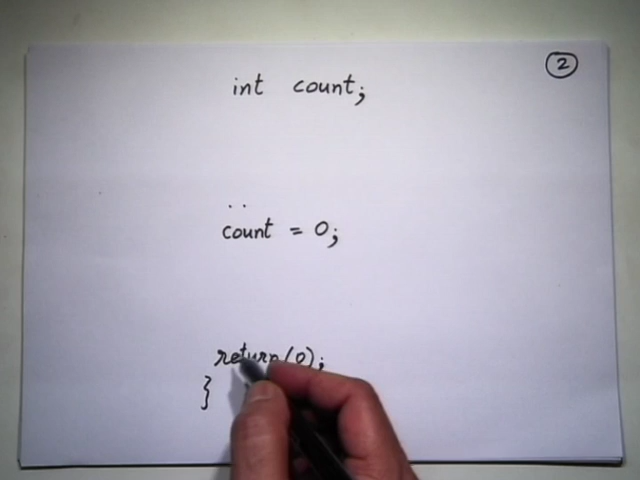 2
int count;
..
count = 0;
return(0);
}